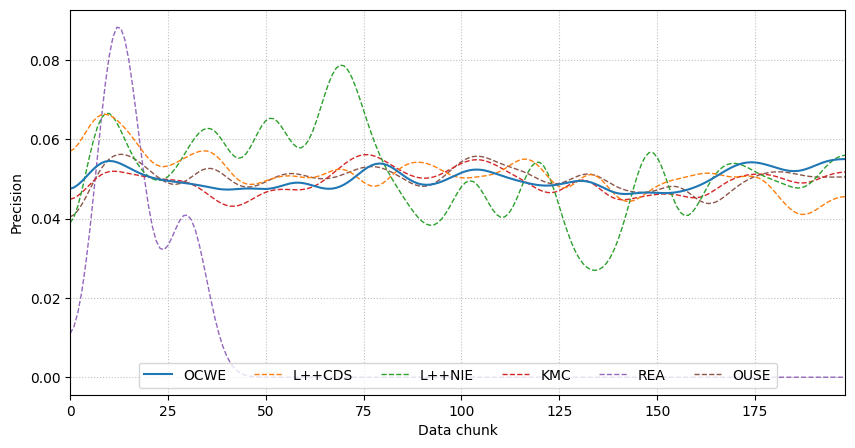 Precision
0.08
0.06
0.04
0.02
0.00
OCWE L++CDS L++NIE KMC REA OUSE
0 25 50 75 100 125 150 175
Data chunk